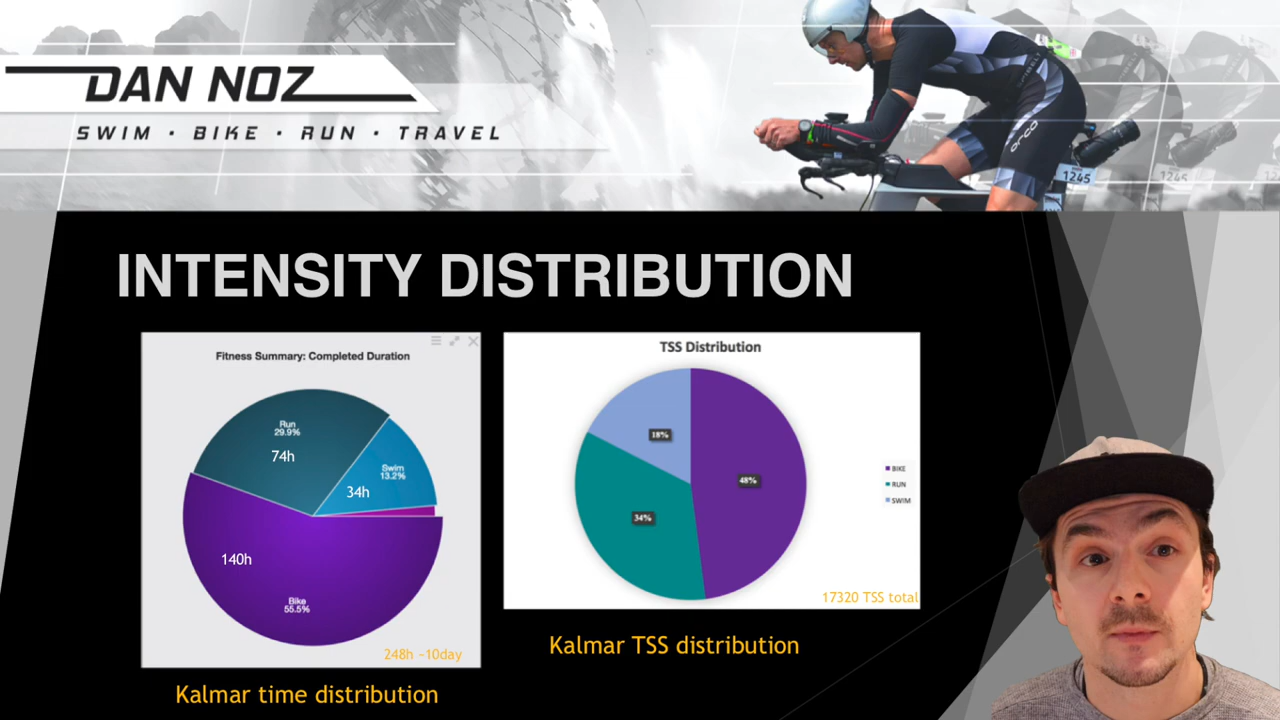 DAN NOZ
SWIM · BIKE · RUN · TRAVEL
ORCA
1245
1245
INTENSITY DISTRIBUTION
Fitness Summary: Completed Duration
Run
29.9%
74h
Swim
13.2%
34h
140h
Bike
55.5%
248h ~10day
Kalmar time distribution
TSS Distribution
18%
48%
34%
BIKE
RUN
SWIM
17320 TSS total
Kalmar TSS distribution